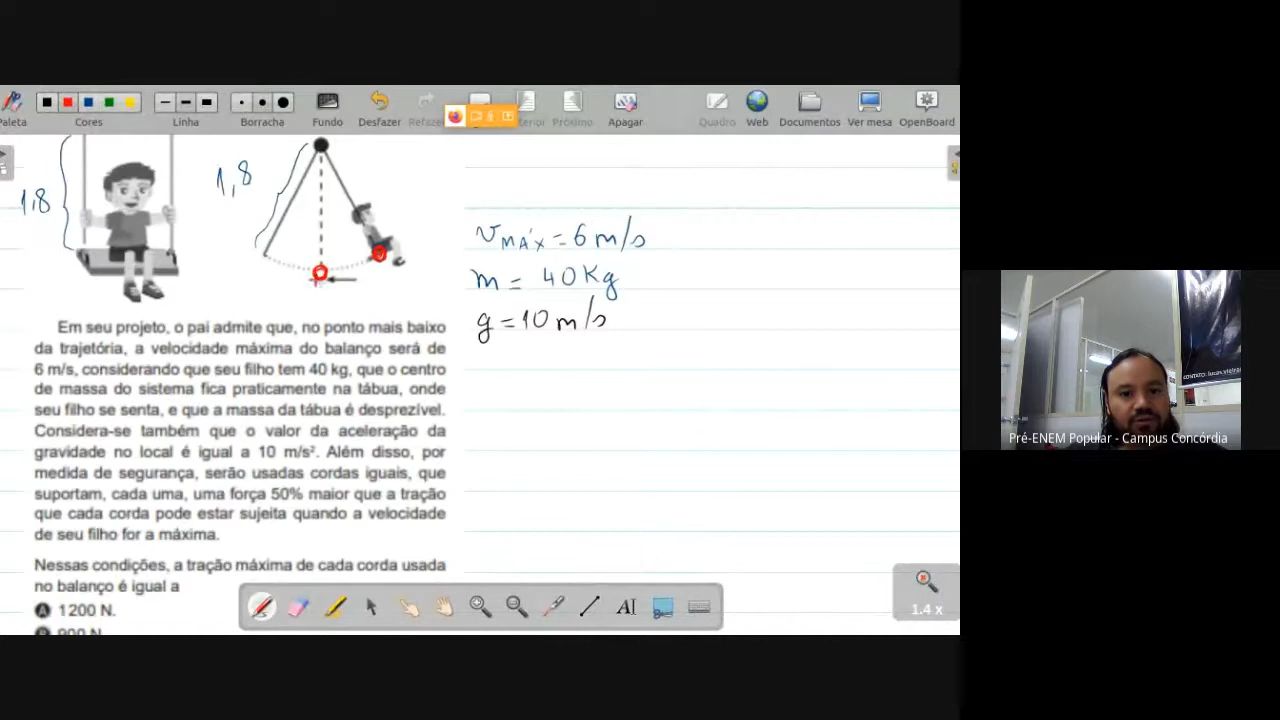 Paleta
Cores
Linha
Borracha
Fundo
Desfazer
Refazer
Próximo
Apagar
Quadro
Web
Documentos
Ver mesa
OpenBoard
1,8
1,8
VMÁX = 6 m/s
m = 40 Kg
g = 10 m/s
Em seu projeto, o pai admite que, no ponto mais baixo
da trajetória, a velocidade máxima do balanço será de
6 m/s, considerando que seu filho tem 40 kg, que o centro
de massa do sistema fica praticamente na tábua, onde
seu filho se senta, e que a massa da tábua é desprezível.
Considera-se também que o valor da aceleração da
gravidade no local é igual a 10 m/s². Além disso, por
medida de segurança, serão usadas cordas iguais, que
suportam, cada uma, uma força 50% maior que a tração
que cada corda pode estar sujeita quando a velocidade
de seu filho for a máxima.
Nessas condições, a tração máxima de cada corda usada
no balanço é igual a
A 1200 N.
AI
1.4 x
Pré-ENEM Popular - Campus Concórdia